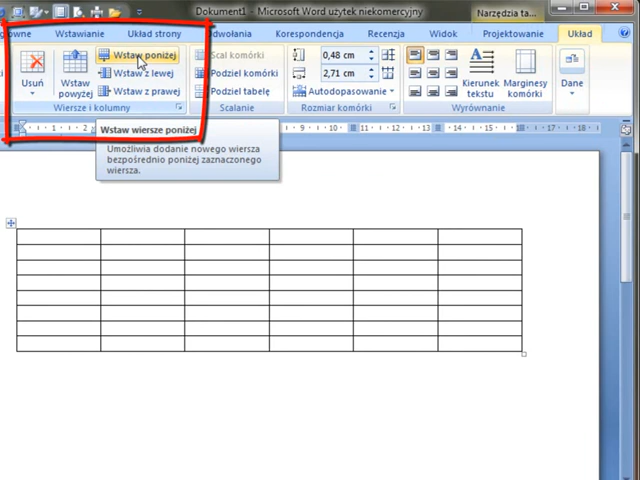 Dokument1 - Microsoft Word użytek niekomercyjny
Narzędzia ta...
Wstawianie
Układ strony
Odwołania
Korespondencja
Recenzja
Widok
Projektowanie
Układ
Usuń
Wstaw powyżej
Wstaw poniżej
Wstaw z lewej
Wstaw z prawej
Wiersze i kolumny
Scal komórki
Podziel komórki
Podziel tabelę
Scalanie
0,48 cm
2,71 cm
Autodopasowanie
Rozmiar komórki
Kierunek tekstu
Marginesy komórki
Wyrównanie
Dane
Wstaw wiersze poniżej
Umożliwia dodanie nowego wiersza
bezpośrednio poniżej zaznaczonego
wiersza.